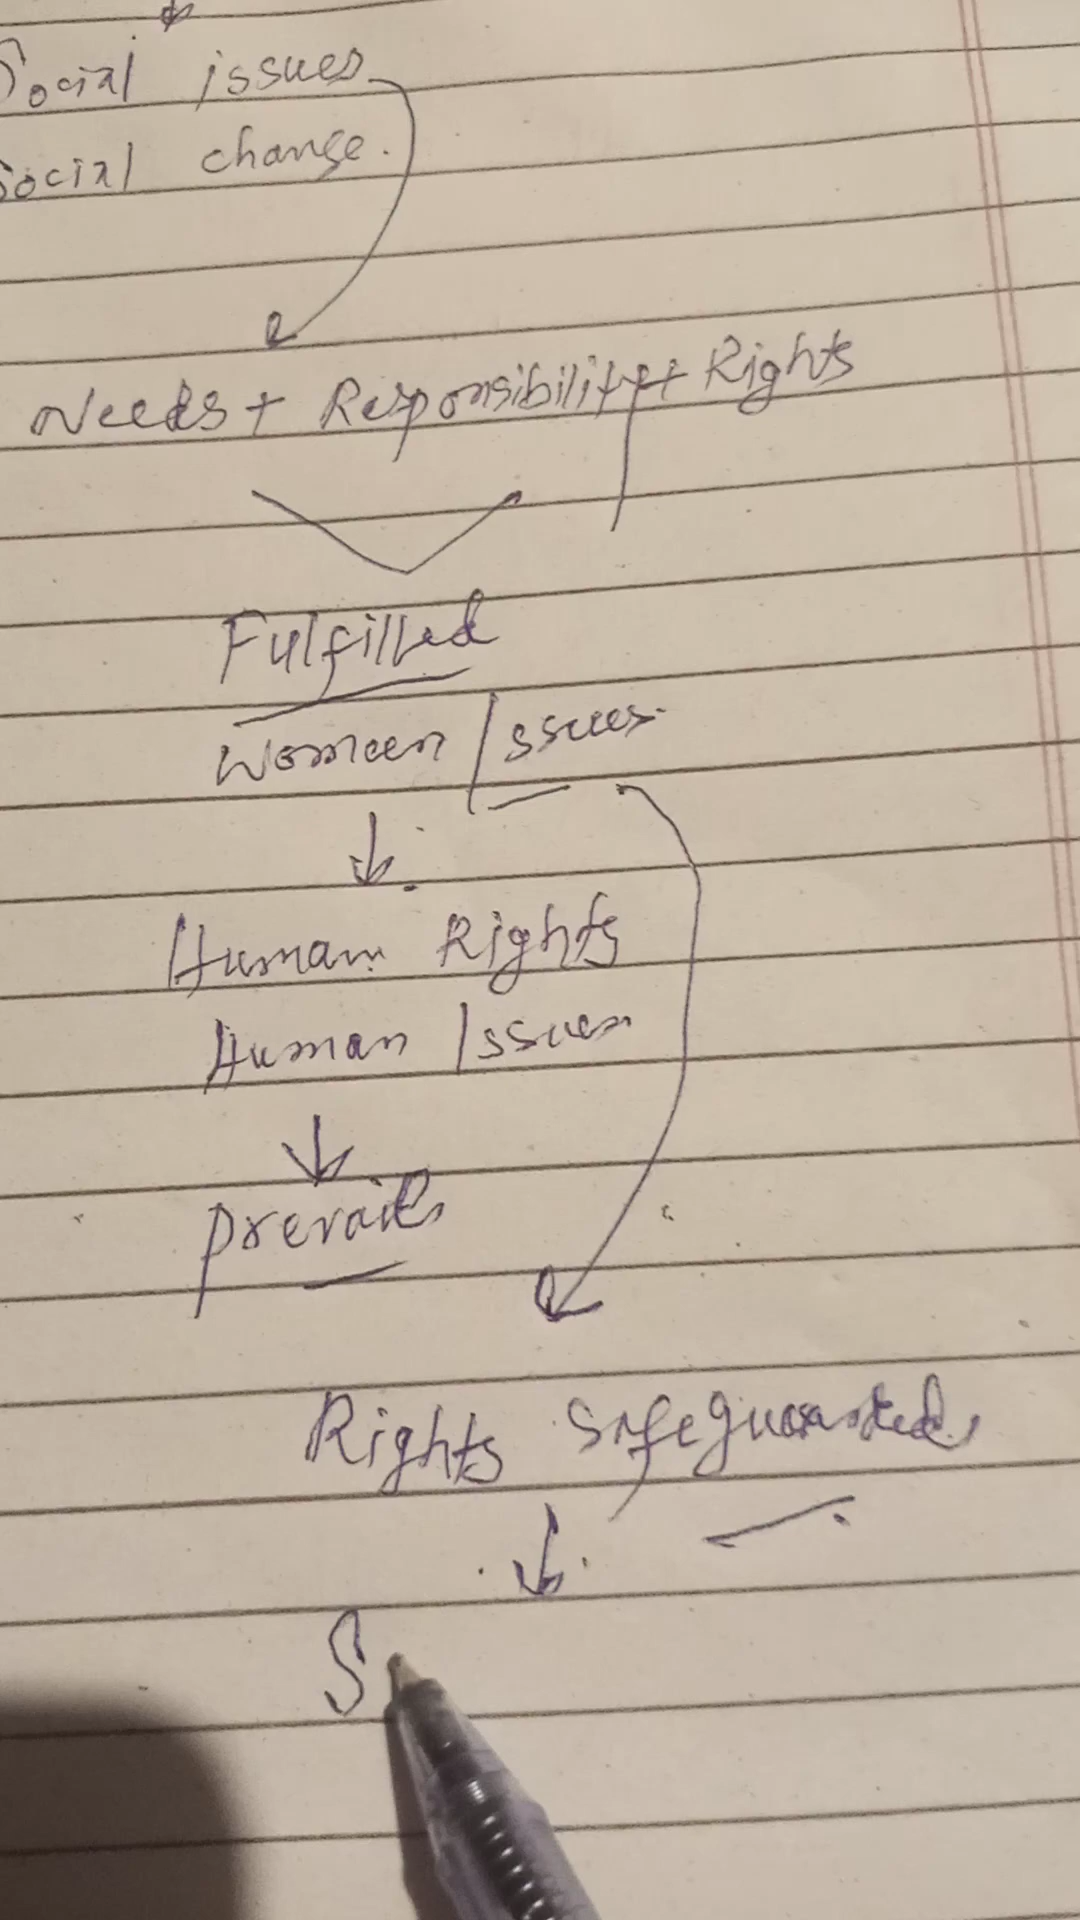 Social issues
Social change.
Needs + Responsibility + Rights
Fulfilled
Women Issues.
Human Rights
Human Issues
prevails
Rights Safeguarded.
S